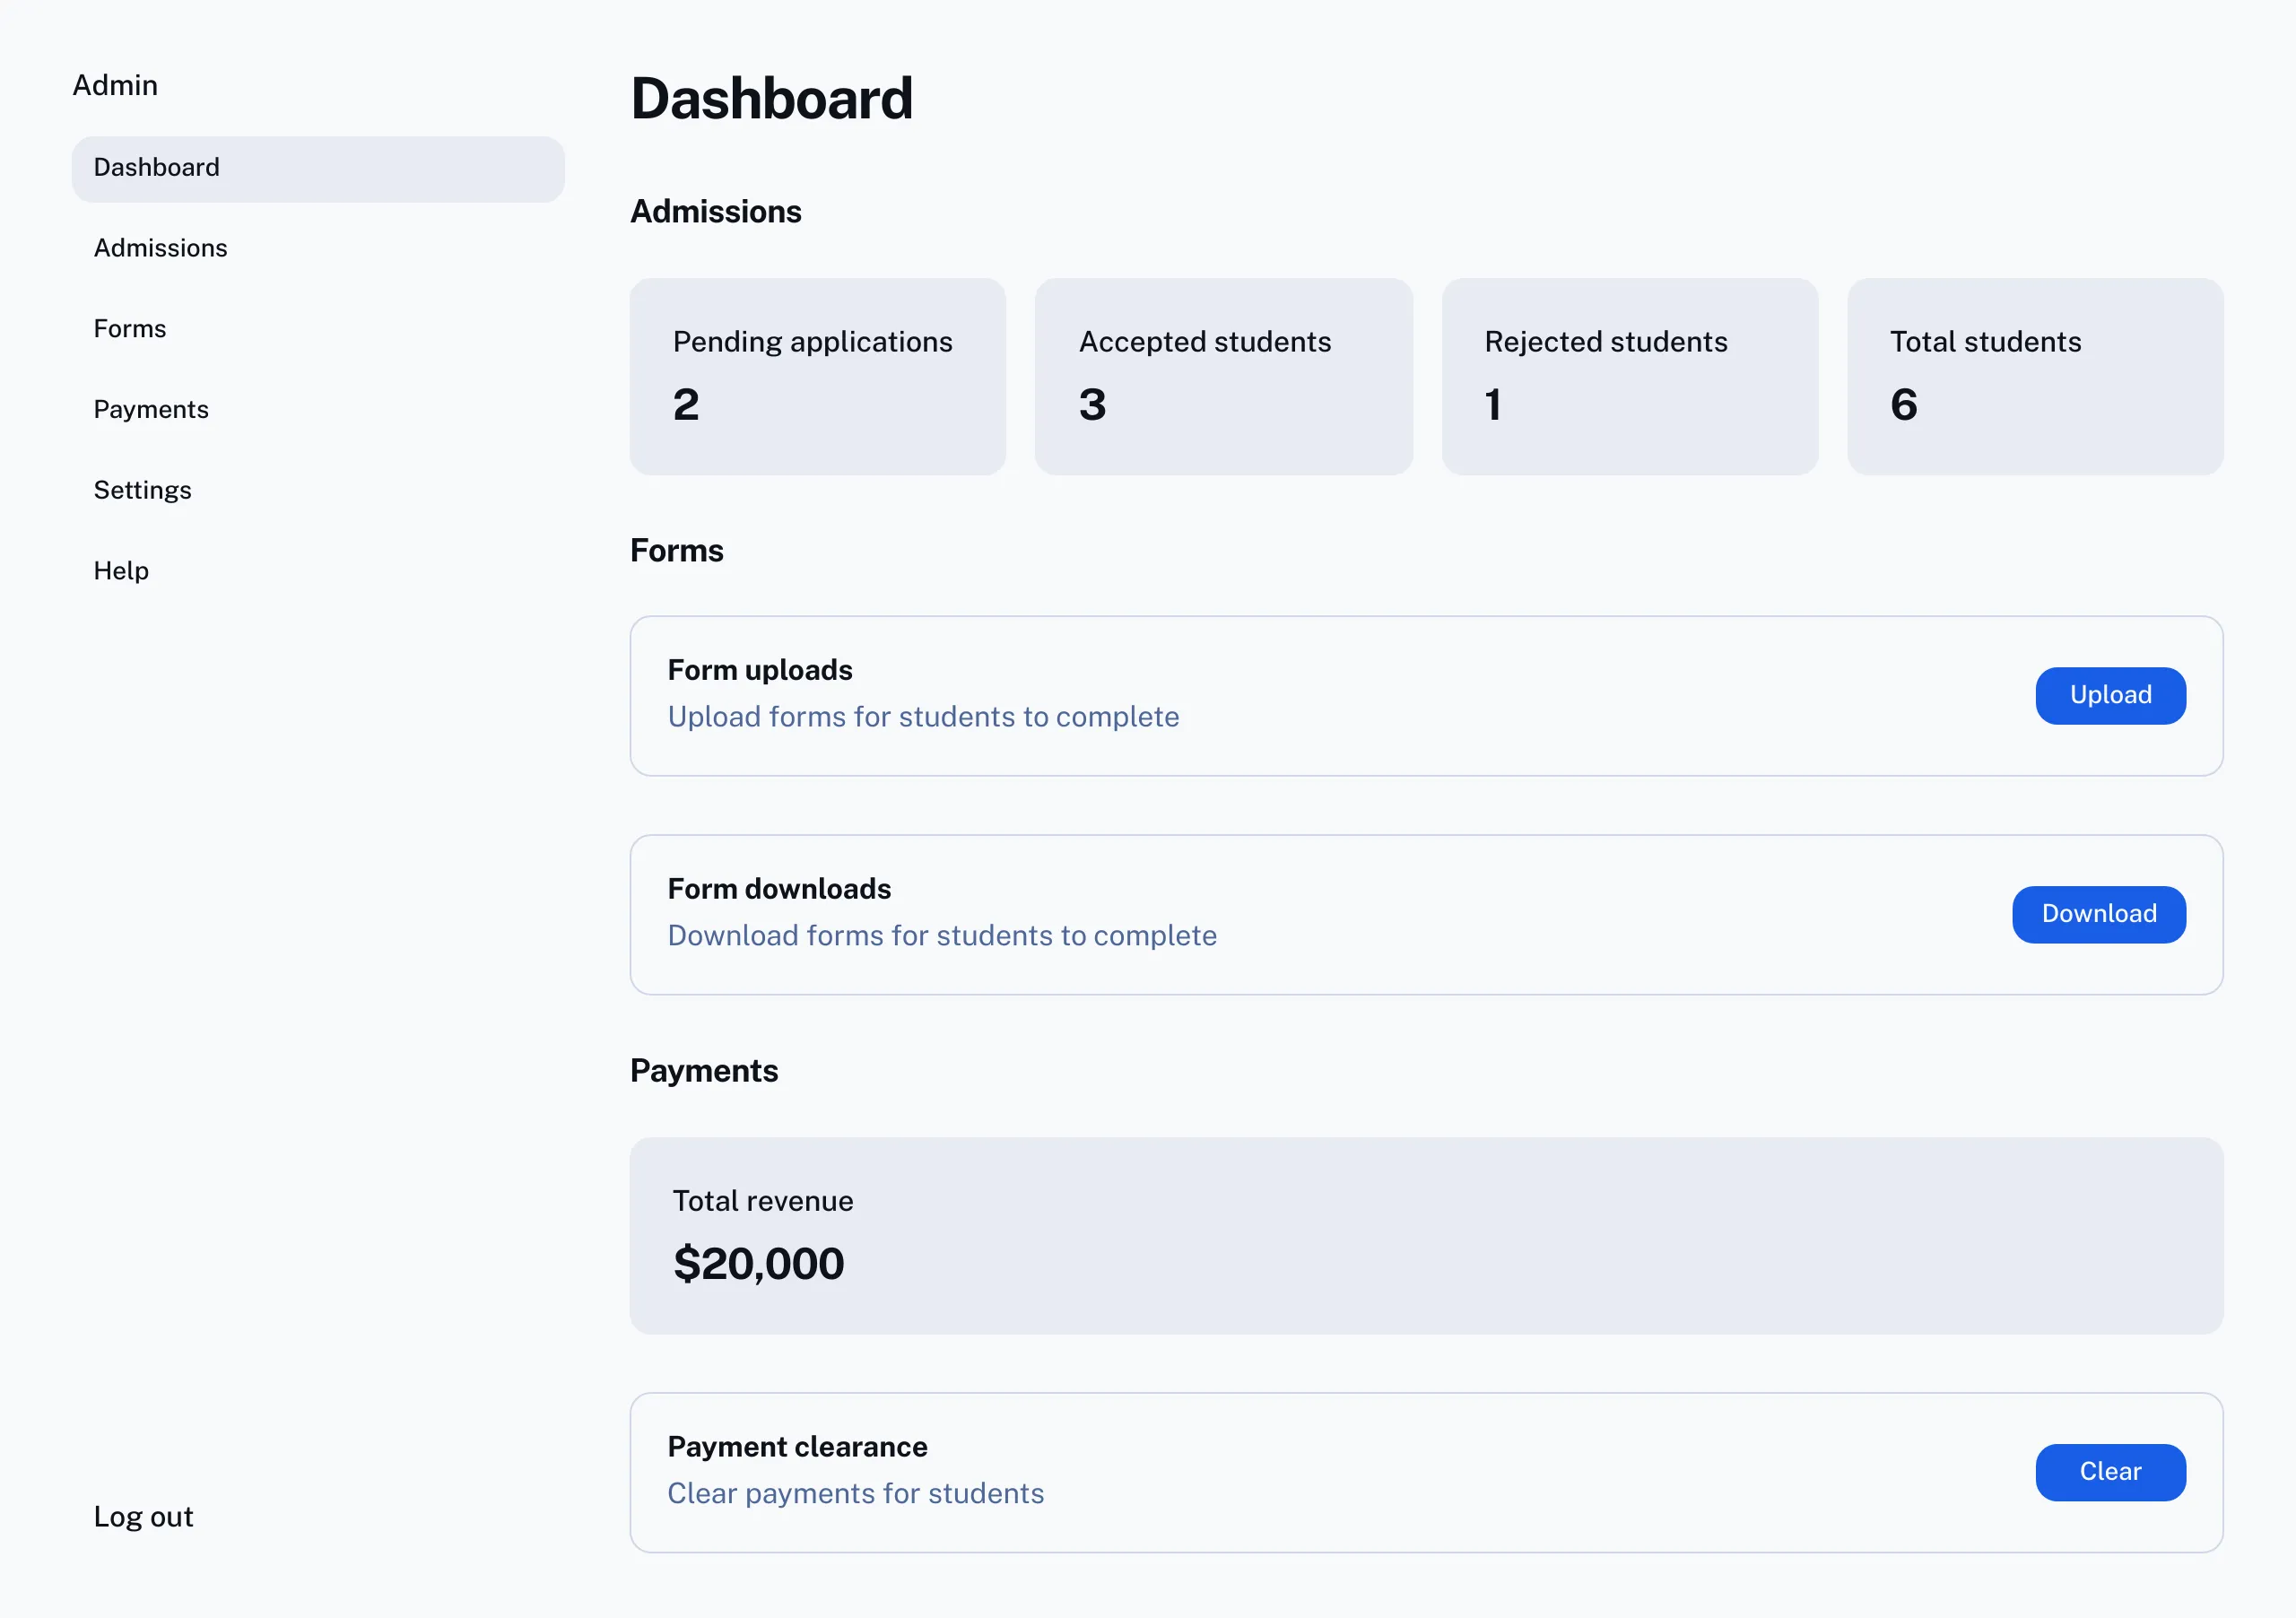 Admin
Dashboard
Admissions
Forms
Payments
Settings
Help
Log out
Dashboard
Admissions
Pending applications
2
Accepted students
3
Rejected students
1
Total students
6
Forms
Form uploads
Upload forms for students to complete
Upload
Form downloads
Download forms for students to complete
Download
Payments
Total revenue
$20,000
Payment clearance
Clear payments for students
Clear